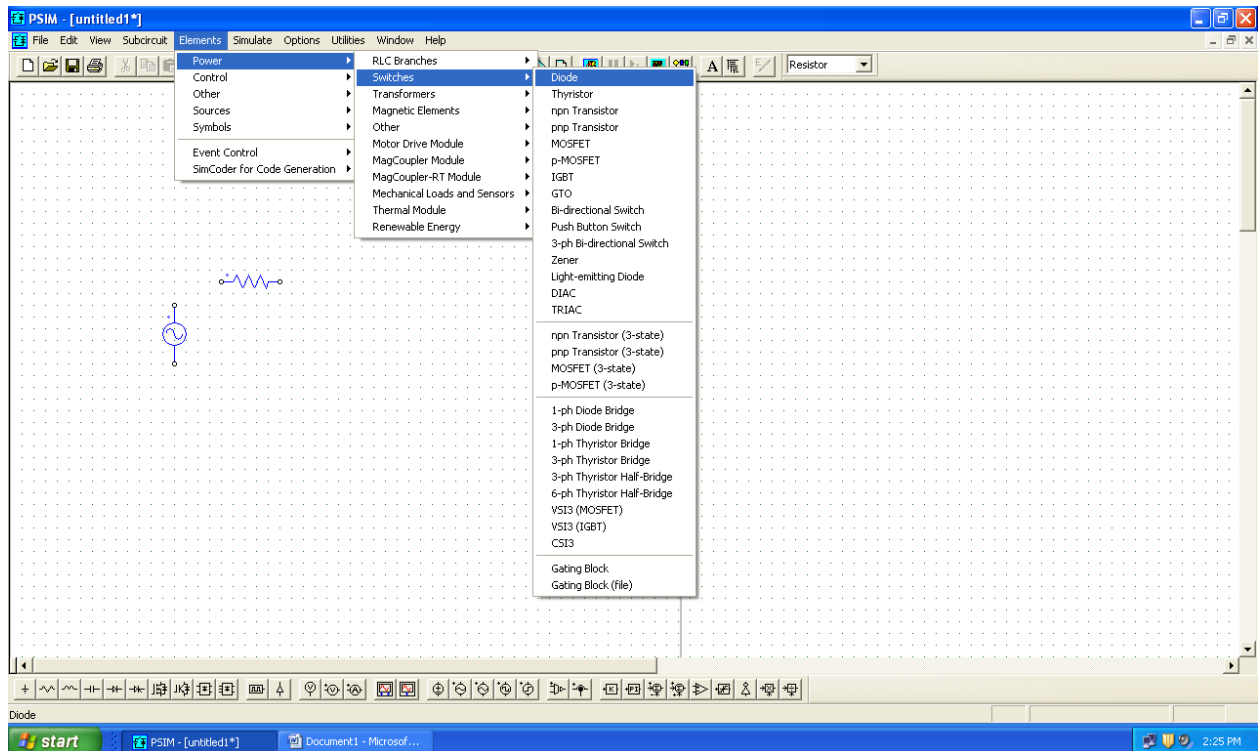 PSIM - [untitled1*]
File Edit View Subcircuit Elements Simulate Options Utilities Window Help
A
Resistor
Power
Control
Other
Sources
Symbols
Event Control
SimCoder for Code Generation
RLC Branches
Switches
Transformers
Magnetic Elements
Other
Motor Drive Module
MagCoupler Module
MagCoupler-RT Module
Mechanical Loads and Sensors
Thermal Module
Renewable Energy
Diode
Thyristor
npn Transistor
pnp Transistor
MOSFET
p-MOSFET
IGBT
GTO
Bi-directional Switch
Push Button Switch
3-ph Bi-directional Switch
Zener
Light-emitting Diode
DIAC
TRIAC
npn Transistor (3-state)
pnp Transistor (3-state)
MOSFET (3-state)
p-MOSFET (3-state)
1-ph Diode Bridge
3-ph Diode Bridge
1-ph Thyristor Bridge
3-ph Thyristor Bridge
3-ph Thyristor Half-Bridge
6-ph Thyristor Half-Bridge
VSI3 (MOSFET)
VSI3 (IGBT)
CSI3
Gating Block
Gating Block (file)
Diode
start PSIM - [untitled1*] Document1 - Microsof... 2:25 PM